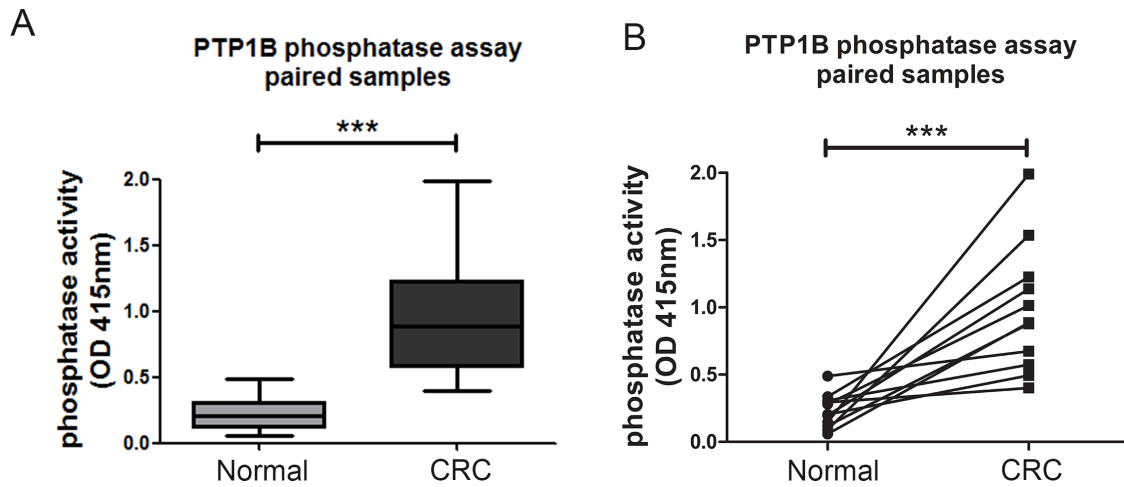 A
PTP1B phosphatase assay
paired samples
***
phosphatase activity
(OD 415nm)
2.0
1.5
1.0
0.5
0.0
Normal
CRC
B
PTP1B phosphatase assay
paired samples
***
phosphatase activity
(OD 415nm)
2.0
1.5
1.0
0.5
0.0
Normal
CRC